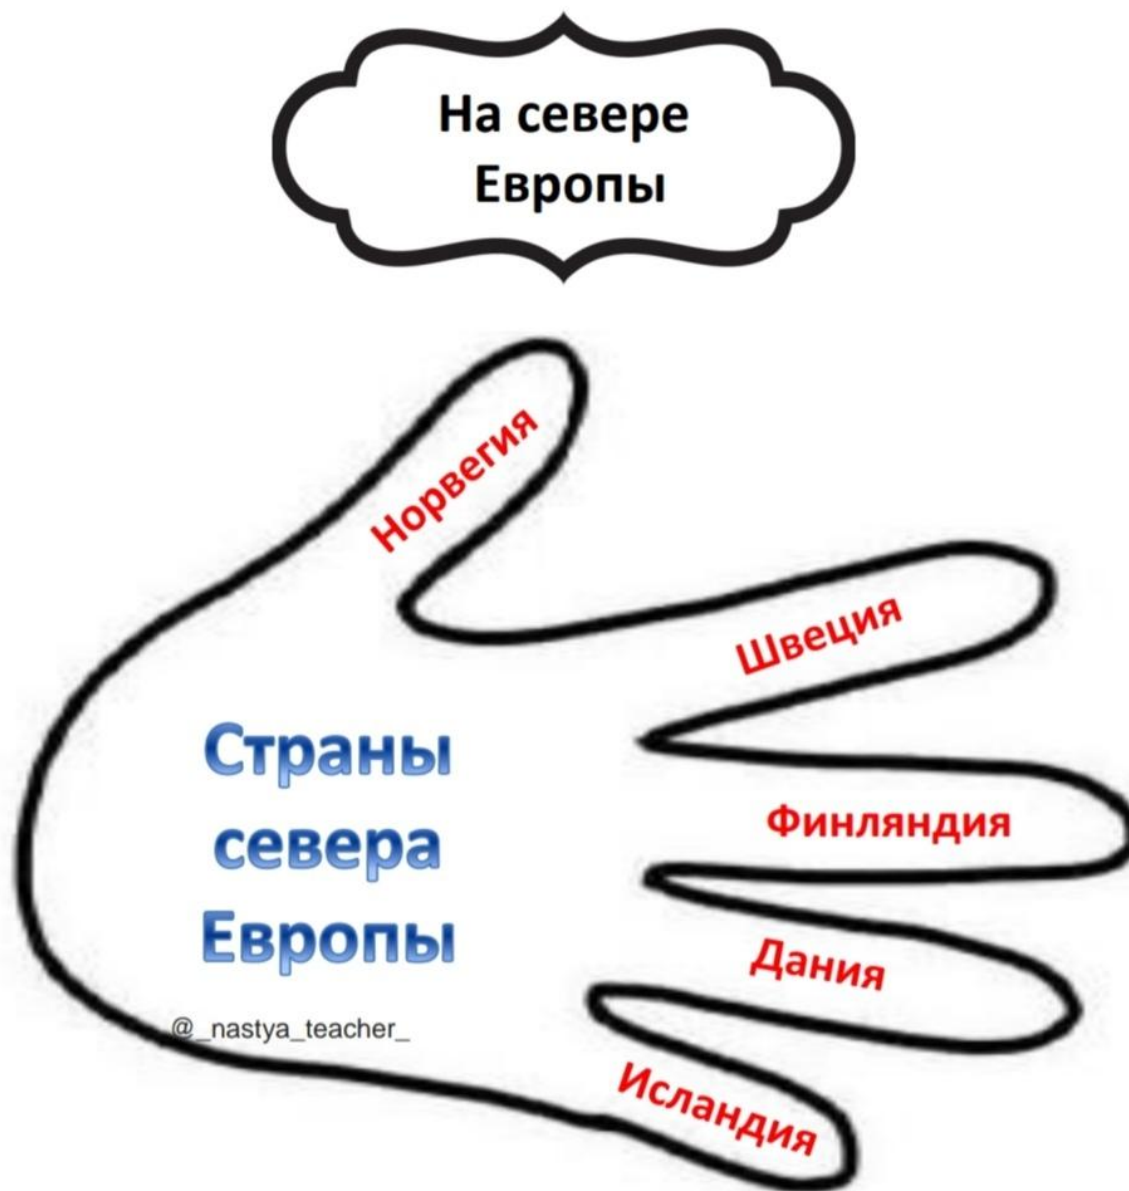 На севере
Европы
Норвегия
Швеция
Финляндия
Дания
Исландия
Страны
севера
Европы
@_nastya_teacher_